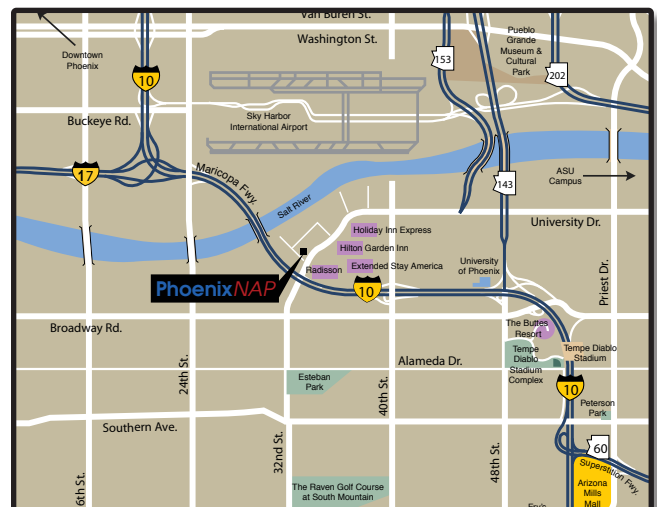 Van Buren St.
Washington St.
Downtown
Phoenix
10
153
Pueblo
Grande
Museum &
Cultural
Park
202
Buckeye Rd.
Sky Harbor
International Airport
17
Maricopa Fwy.
Salt River
143
ASU
Campus
University Dr.
Holiday Inn Express
Hilton Garden Inn
Extended Stay America
Radisson
PhoenixNAP
10
University
of Phoenix
Priest Dr.
Broadway Rd.
The Buttes
Resort
Tempe
Diablo
Stadium
Complex
Tempe Diablo
Stadium
24th St.
Alameda Dr.
Esteban
Park
40th St.
10
Peterson
Park
Southern Ave.
32nd St.
48th St.
60
Superstition Fwy.
6th St.
The Raven Golf Course
at South Mountain
Arizona
Mills
Mall
Fry's